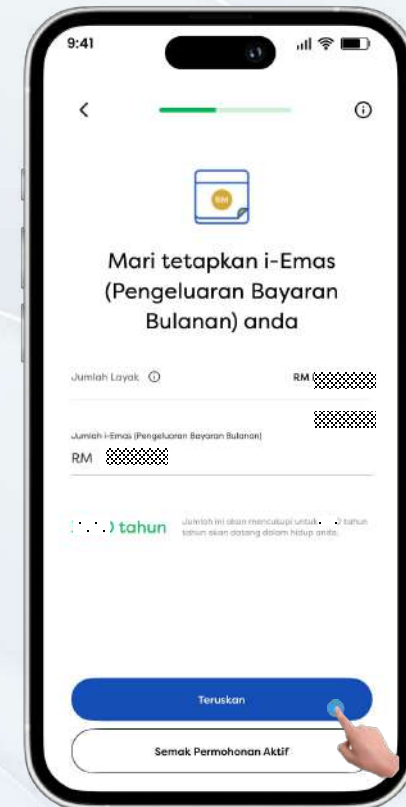 9:41
RM
Mari tetapkan i-Emas
(Pengeluaran Bayaran
Bulanan) anda
Jumlah Layak
RM
Jumlah i-Emas (Pengeluaran Bayaran Bulanan)
RM
tahun
Jumlah ini akan mencukupi untuk tahun
tahun akan datang dalam hidup anda.
Teruskan
Semak Permohonan Aktif